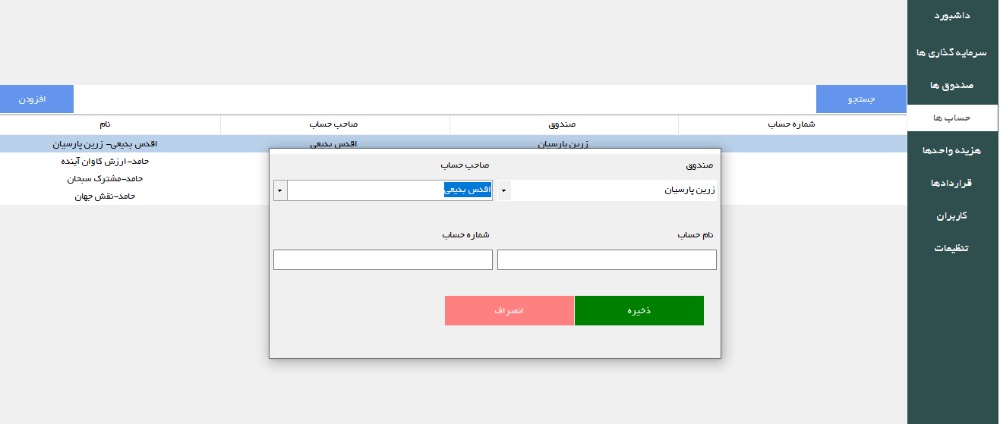 داشبورد
سرمایه گذاری ها
صندوق ها
حساب ها
هزینه واحدها
قراردادها
کاربران
تنظیمات
جستجو
افزودن
شماره حساب
صندوق
صاحب حساب
نام
زرین پارسیان
اقدس بدیعی
اقدس بدیعی- زرین پارسیان
حامد-ارزش کاوان آینده
حامد-مشترک سبحان
حامد-نقش جهان
صندوق
صاحب حساب
زرین پارسیان
اقدس بدیعی
نام حساب
شماره حساب
ذخیره
انصراف